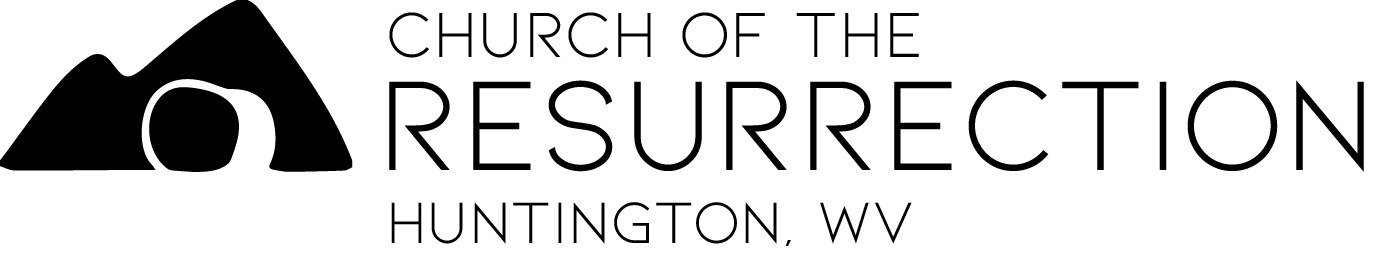 CHURCH OF THE
RESURRECTION
HUNTINGTON, WV